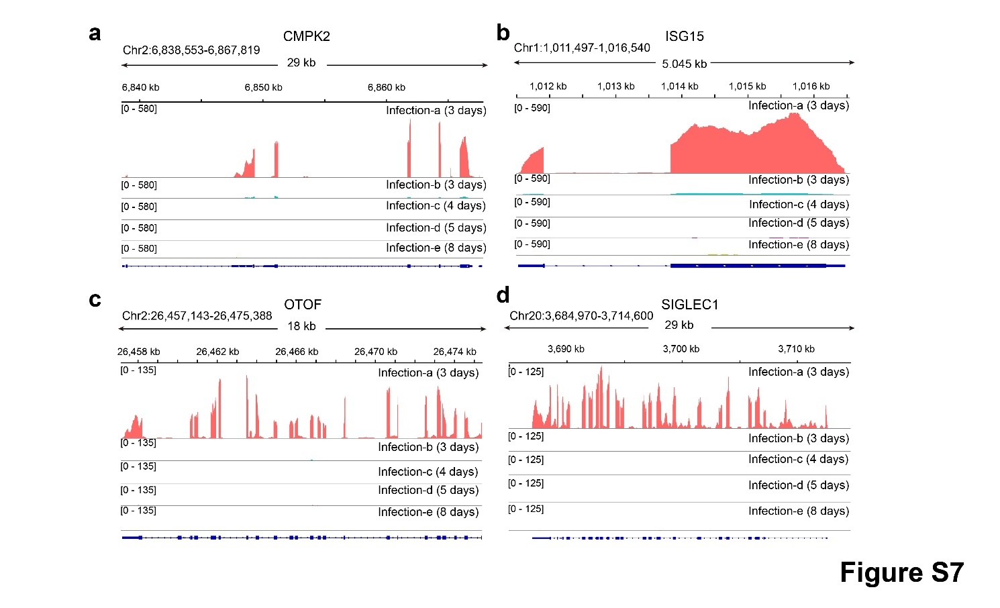 a
CMPK2
Chr2:6,838,553-6,867,819
29 kb
6,840 kb 6,850 kb 6,860 kb
[0 - 580] Infection-a (3 days)
[0 - 580] Infection-b (3 days)
[0 - 580] Infection-c (4 days)
[0 - 580] Infection-d (5 days)
[0 - 580] Infection-e (8 days)
b
ISG15
Chr1:1,011,497-1,016,540
5.045 kb
1,012 kb 1,013 kb 1,014 kb 1,015 kb 1,016 kb
[0 - 590] Infection-a (3 days)
[0 - 590] Infection-b (3 days)
[0 - 590] Infection-c (4 days)
[0 - 590] Infection-d (5 days)
[0 - 590] Infection-e (8 days)
c
OTOF
Chr2:26,457,143-26,475,388
18 kb
26,458 kb 26,462 kb 26,466 kb 26,470 kb 26,474 kb
[0 - 135] Infection-a (3 days)
[0 - 135] Infection-b (3 days)
[0 - 135] Infection-c (4 days)
[0 - 135] Infection-d (5 days)
[0 - 135] Infection-e (8 days)
d
SIGLEC1
Chr20:3,684,970-3,714,600
29 kb
3,690 kb 3,700 kb 3,710 kb
[0 - 125] Infection-a (3 days)
[0 - 125] Infection-b (3 days)
[0 - 125] Infection-c (4 days)
[0 - 125] Infection-d (5 days)
[0 - 125] Infection-e (8 days)
Figure S7